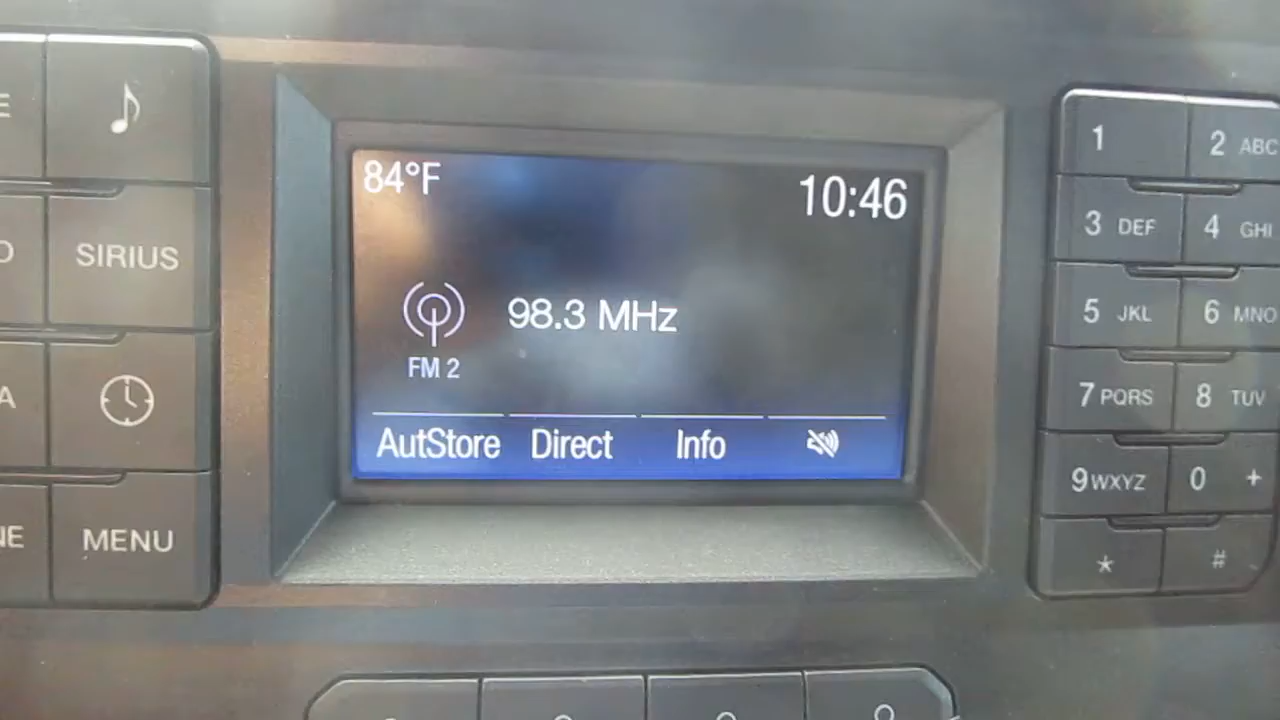 84°F
10:46
98.3 MHz
FM 2
AutStore Direct Info
SIRIUS
MENU
1
2 ABC
3 DEF
4 GHI
5 JKL
6 MNO
7 PQRS
8 TUV
9 WXYZ
0 +
* #